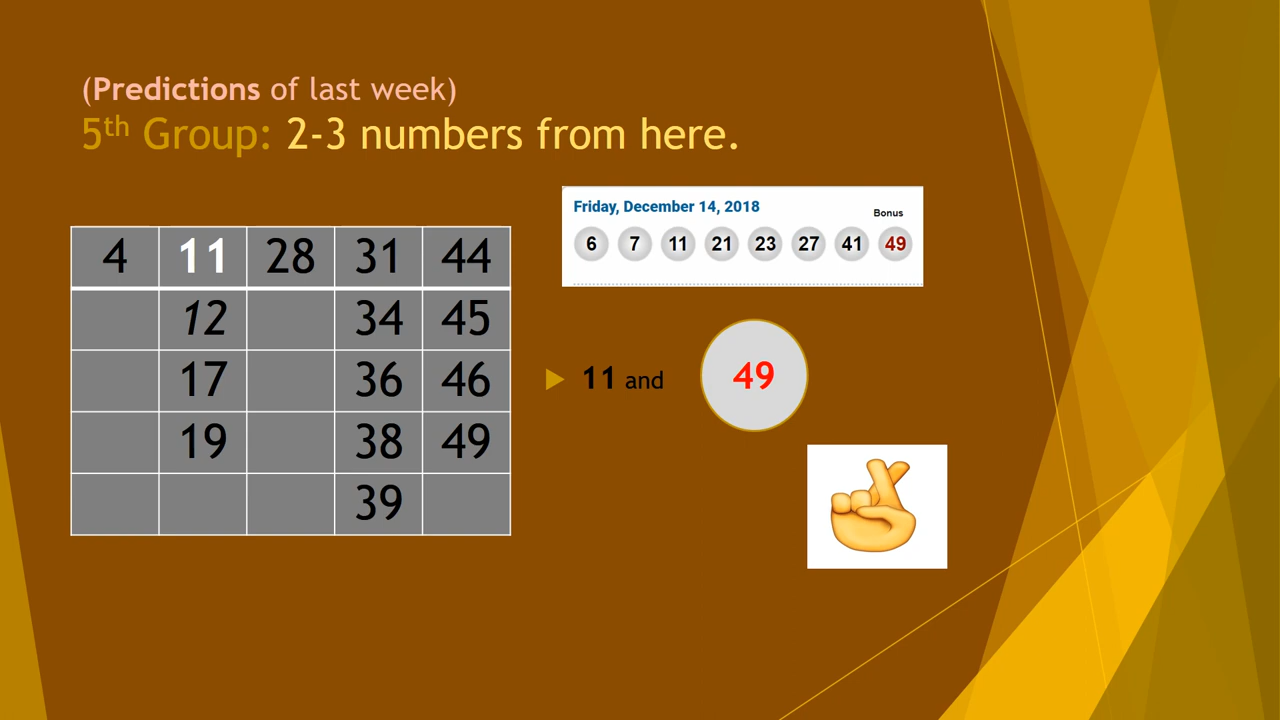 (Predictions of last week)
5th Group: 2-3 numbers from here.
Friday, December 14, 2018
Bonus
6 7 11 21 23 27 41 49
4 11 28 31 44
12 34 45
17 36 46
19 38 49
39
11 and 49